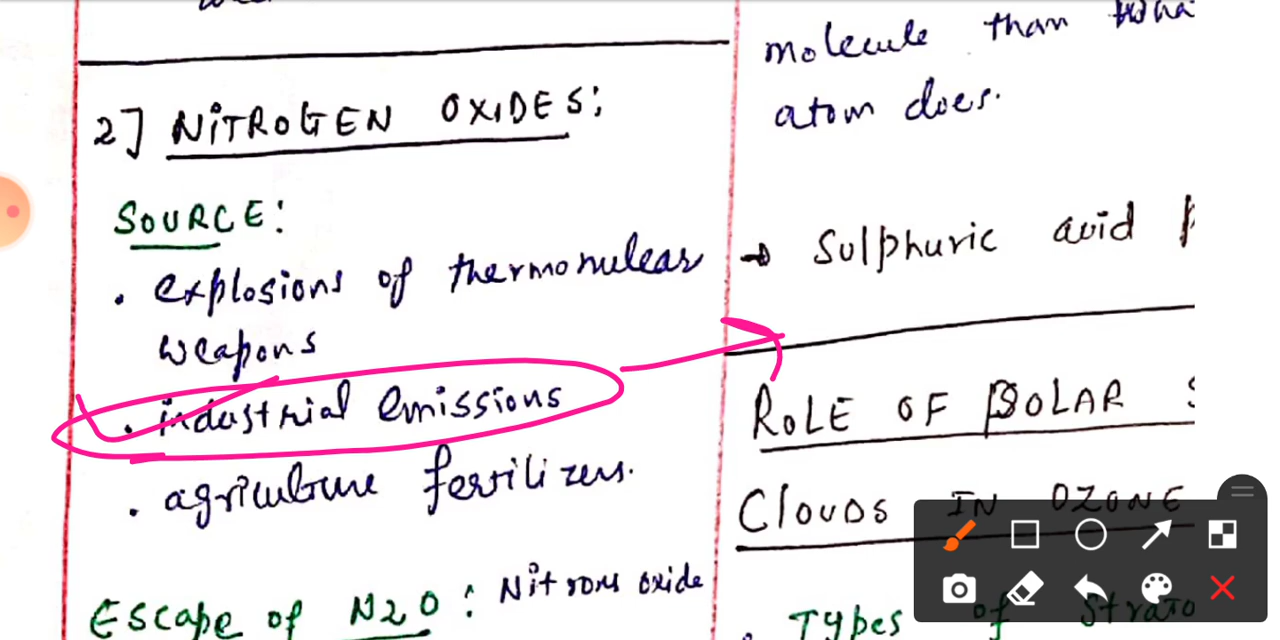 2] NITROGEN OXIDES:
SOURCE:
. explosions of thermonulear
weapons
. industrial emissions
. agriculture fertilizers.
Escape of N2O : Nitrous oxide
molecule than
atom does.
→ Sulphuric acid
ROLE OF POLAR S
CLOUDS IN OZONE
. Types of Strato